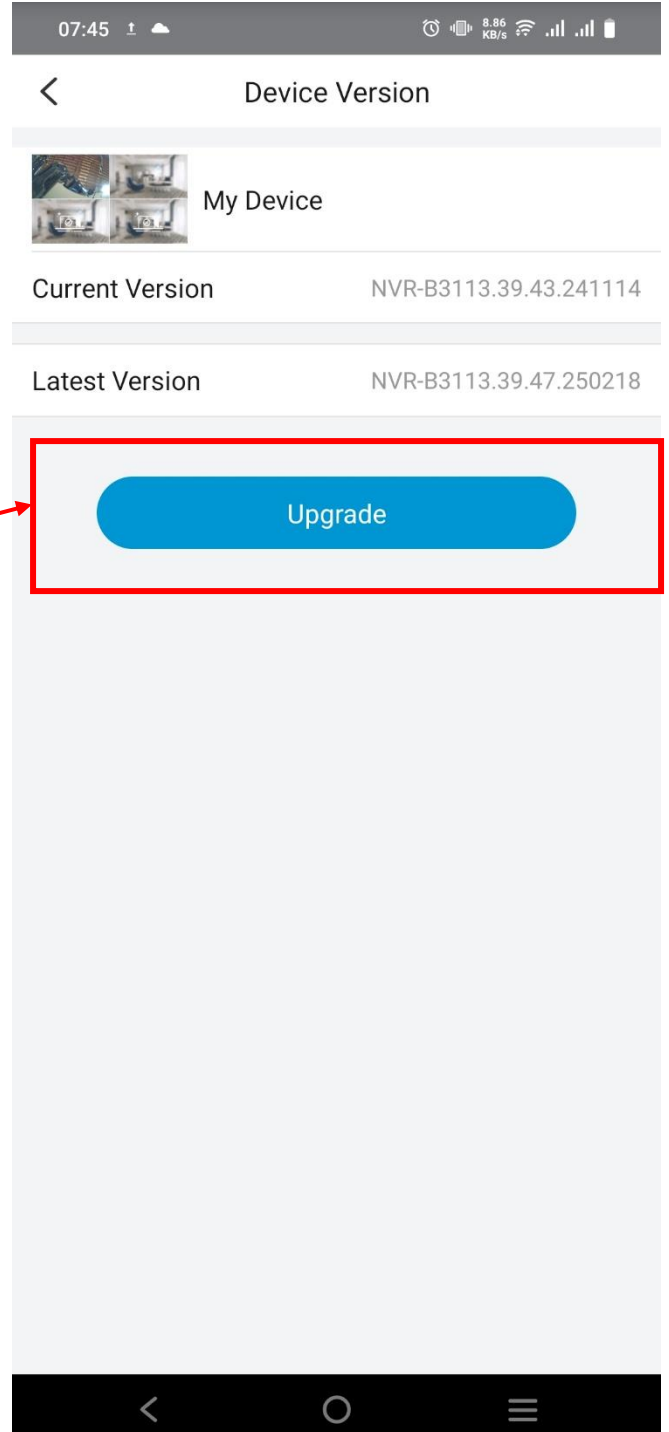 07:45
8.86
KB/s
Device Version
My Device
Current Version NVR-B3113.39.43.241114
Latest Version NVR-B3113.39.47.250218
Upgrade